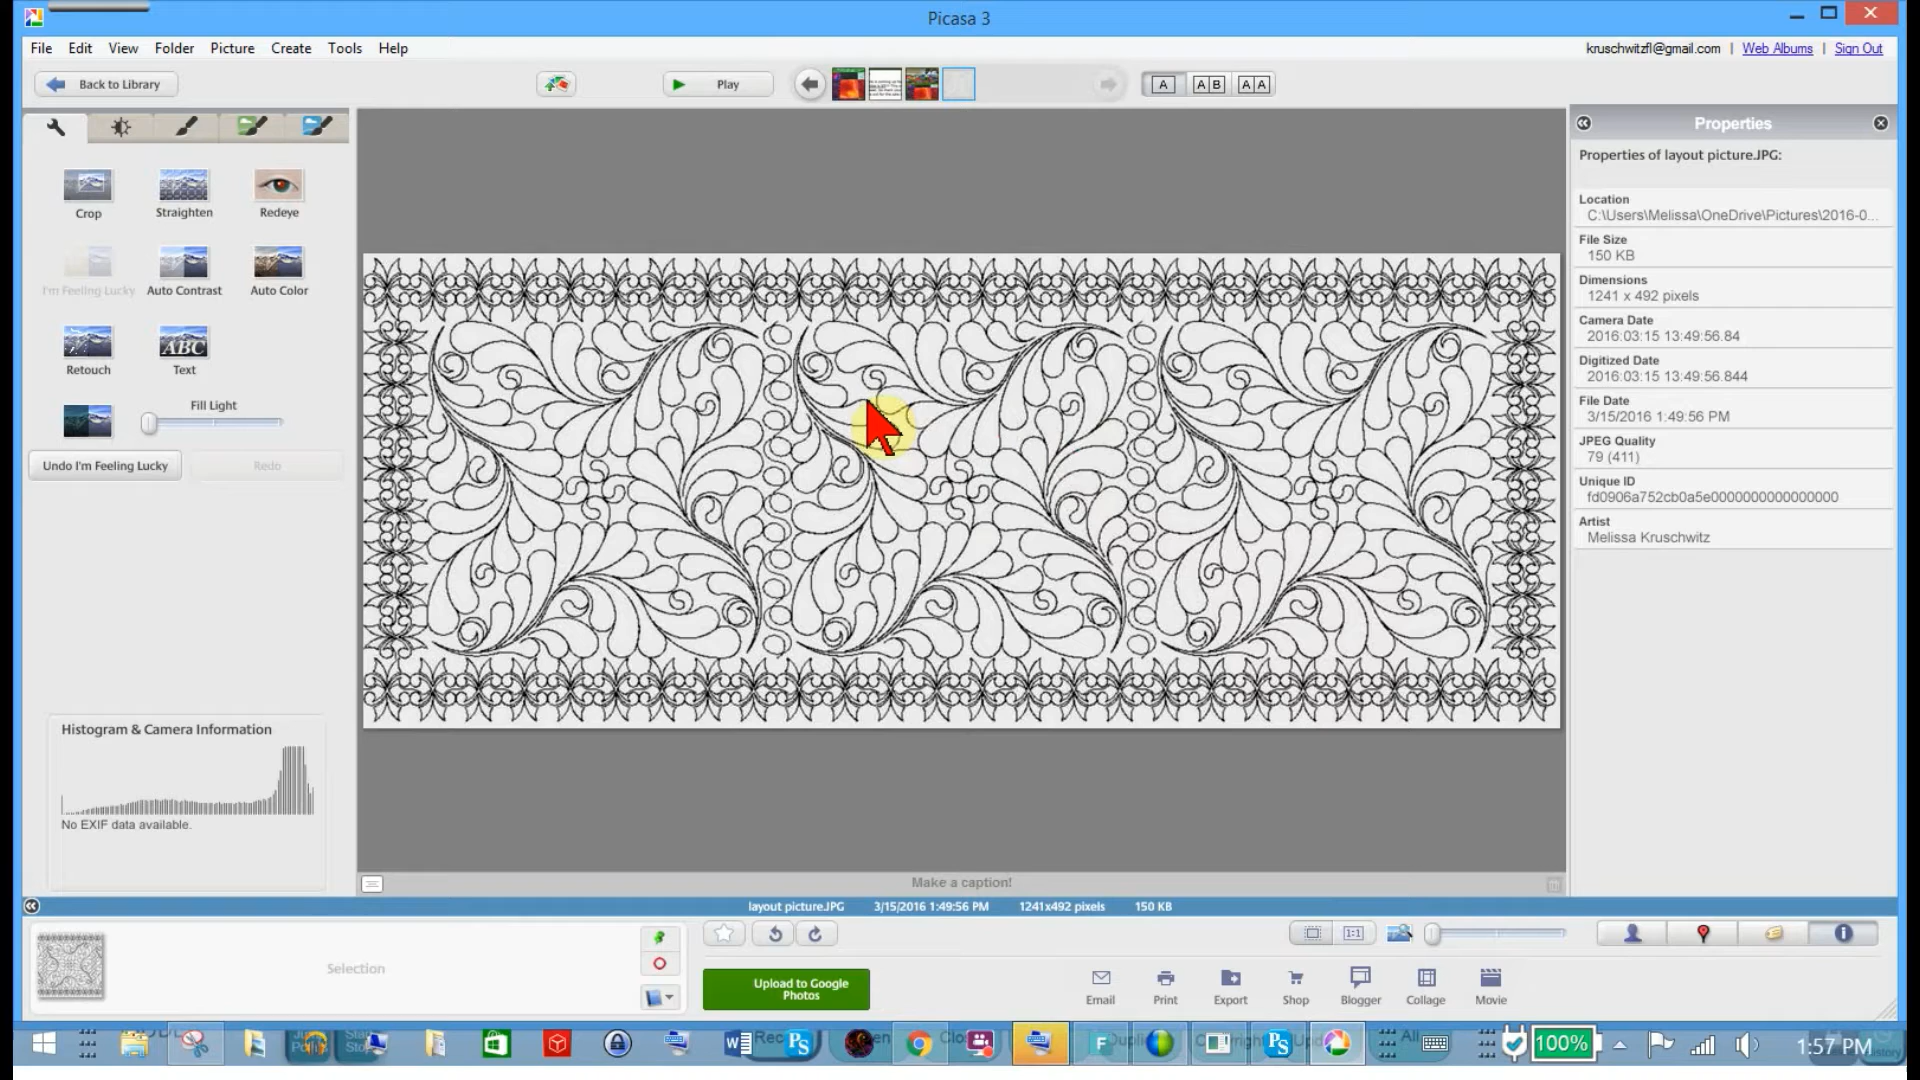 Picasa 3
File Edit View Folder Picture Create Tools Help
kruschwitzfl@gmail.com | Web Albums | Sign Out
Back to Library
Play
A
A B
A A
Properties
Properties of layout picture.JPG:
Crop Straighten Redeye
I'm Feeling Lucky Auto Contrast Auto Color
ABC
Retouch Text
Fill Light
Undo I'm Feeling Lucky Redo
Location
C:\Users\Melissa\OneDrive\Pictures\2016-0...
File Size
150 KB
Dimensions
1241 x 492 pixels
Camera Date
2016:03:15 13:49:56.84
Digitized Date
2016:03:15 13:49:56.844
File Date
3/15/2016 1:49:56 PM
JPEG Quality
79 (411)
Unique ID
fd0906a752cb0a5e0000000000000000
Artist
Melissa Kruschwitz
Histogram & Camera Information
No EXIF data available.
Make a caption!
layout picture.JPG 3/15/2016 1:49:56 PM 1241x492 pixels 150 KB
Selection
1:1
Upload to Google
Photos
Email Print Export Shop Blogger Collage Movie
100%
1:57 PM